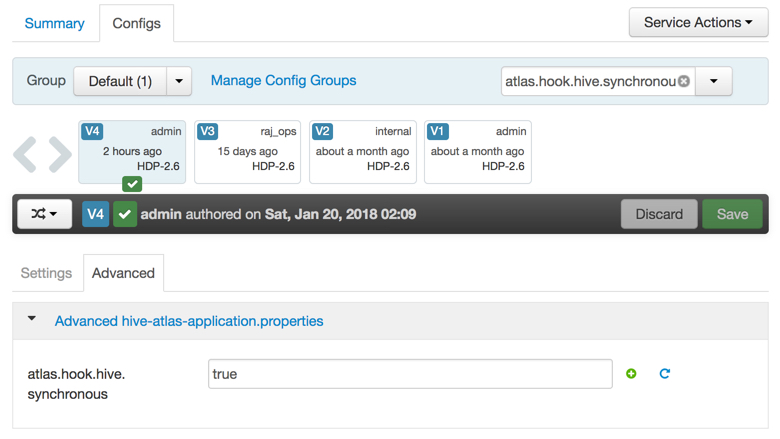 Summary Configs Service Actions
Group Default (1) Manage Config Groups atlas.hook.hive.synchronou
V4 admin V3 raj_ops V2 internal V1 admin
2 hours ago 15 days ago about a month ago about a month ago
HDP-2.6 HDP-2.6 HDP-2.6 HDP-2.6
V4 admin authored on Sat, Jan 20, 2018 02:09 Discard Save
Settings Advanced
Advanced hive-atlas-application.properties
atlas.hook.hive. true
synchronous